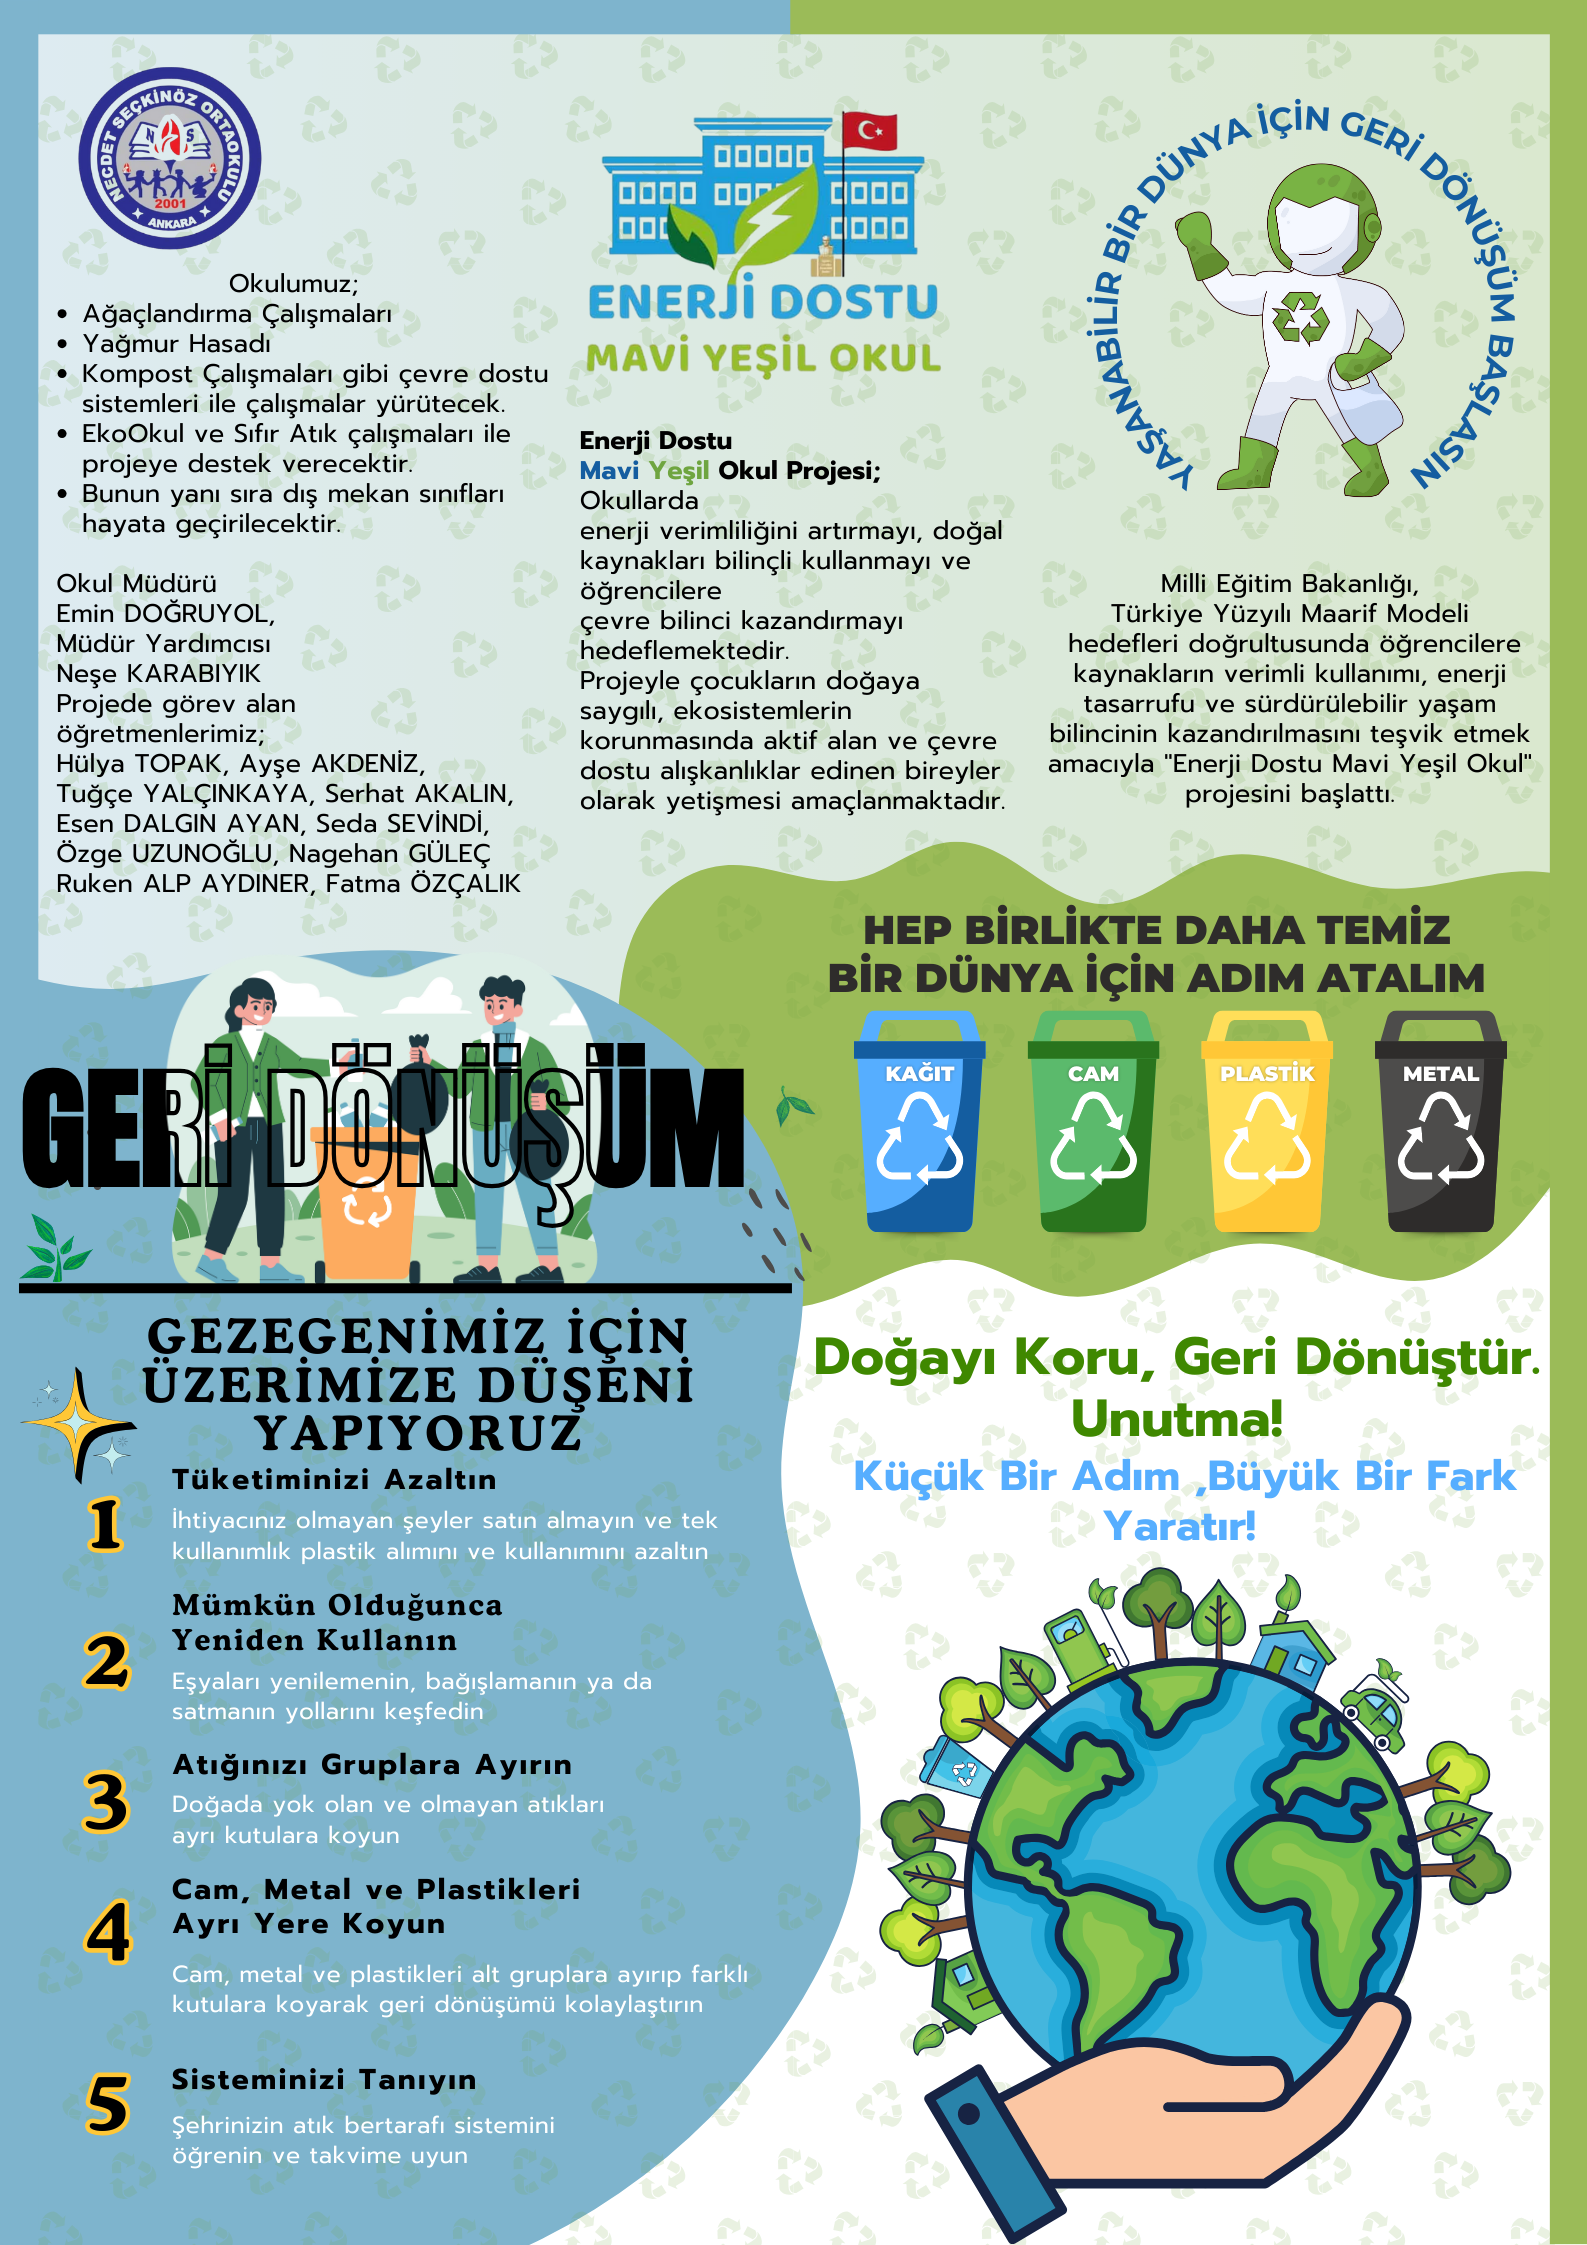 NECDET SEÇKİNÖZ ORTAOKULU
N S
2001
ANKARA
Okulumuz;
• Ağaçlandırma Çalışmaları
• Yağmur Hasadı
• Kompost Çalışmaları gibi çevre dostu
sistemleri ile çalışmalar yürütecek.
• EkoOkul ve Sıfır Atık çalışmaları ile
projeye destek verecektir.
• Bunun yanı sıra dış mekan sınıfları
hayata geçirilecektir.
Okul Müdürü
Emin DOĞRUYOL,
Müdür Yardımcısı
Neşe KARABIYIK
Projede görev alan
öğretmenlerimiz;
Hülya TOPAK, Ayşe AKDENİZ,
Tuğçe YALÇINKAYA, Serhat AKALIN,
Esen DALGIN AYAN, Seda SEVİNDİ,
Özge UZUNOĞLU, Nagehan GÜLEÇ
Ruken ALP AYDINER, Fatma ÖZÇALIK
ENERJİ DOSTU
MAVİ YEŞİL OKUL
Enerji Dostu
Mavi Yeşil Okul Projesi;
Okullarda
enerji verimliliğini artırmayı, doğal
kaynakları bilinçli kullanmayı ve
öğrencilere
çevre bilinci kazandırmayı
hedeflemektedir.
Projeyle çocukların doğaya
saygılı, ekosistemlerin
korunmasında aktif alan ve çevre
dostu alışkanlıklar edinen bireyler
olarak yetişmesi amaçlanmaktadır.
YAŞANABİLİR BİR DÜNYA İÇİN GERİ DÖNÜŞÜM BAŞLASIN
Milli Eğitim Bakanlığı,
Türkiye Yüzyılı Maarif Modeli
hedefleri doğrultusunda öğrencilere
kaynakların verimli kullanımı, enerji
tasarrufu ve sürdürülebilir yaşam
bilincinin kazandırılmasını teşvik etmek
amacıyla "Enerji Dostu Mavi Yeşil Okul"
projesini başlattı.
HEP BİRLİKTE DAHA TEMİZ
BİR DÜNYA İÇİN ADIM ATALIM
KAĞIT CAM PLASTİK METAL
GERİ DÖNÜŞÜM
GEZEGENİMİZ İÇİN
ÜZERİMİZE DÜŞENİ
YAPIYORUZ
1
Tüketiminizi Azaltın
İhtiyacınız olmayan şeyler satın almayın ve tek
kullanımlık plastik alımını ve kullanımını azaltın
2
Mümkün Olduğunca
Yeniden Kullanın
Eşyaları yenilemenin, bağışlamanın ya da
satmanın yollarını keşfedin
3
Atığınızı Gruplara Ayırın
Doğada yok olan ve olmayan atıkları
ayrı kutulara koyun
4
Cam, Metal ve Plastikleri
Ayrı Yere Koyun
Cam, metal ve plastikleri alt gruplara ayırıp farklı
kutulara koyarak geri dönüşümü kolaylaştırın
5
Sisteminizi Tanıyın
Şehrinizin atık bertarafı sistemini
öğrenin ve takvime uyun
Doğayı Koru, Geri Dönüştür.
Unutma!
Küçük Bir Adım ,Büyük Bir Fark
Yaratır!